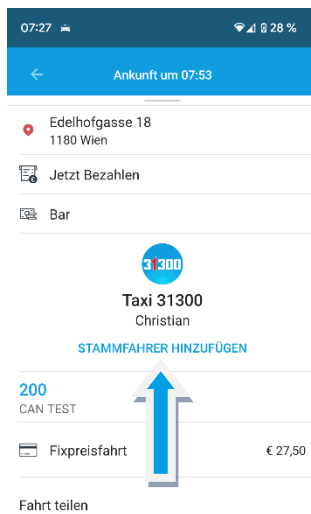 07:27 28 %
Ankunft um 07:53
Edelhofgasse 18
1180 Wien
Jetzt Bezahlen
Bar
31300
Taxi 31300
Christian
STAMMFAHRER HINZUFÜGEN
200
CAN TEST
Fixpreisfahrt € 27,50
Fahrt teilen